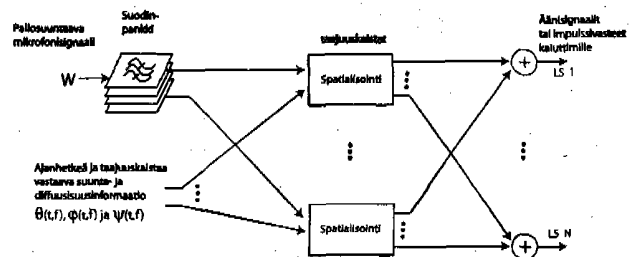 Pallosuuntaava
mikrofonisignaali
W
Suodin-
pankki
taajuuskaistat
Spatialisointi
Äänisignaalit
tai impulssivasteet
kaiuttimille
LS 1
Ajanhetkeä ja taajuuskaistaa
vastaava suunta- ja
diffuusisuusinformaatio
θ(t,f), φ(t,f) ja ψ(t,f)
Spatialisointi
LS N